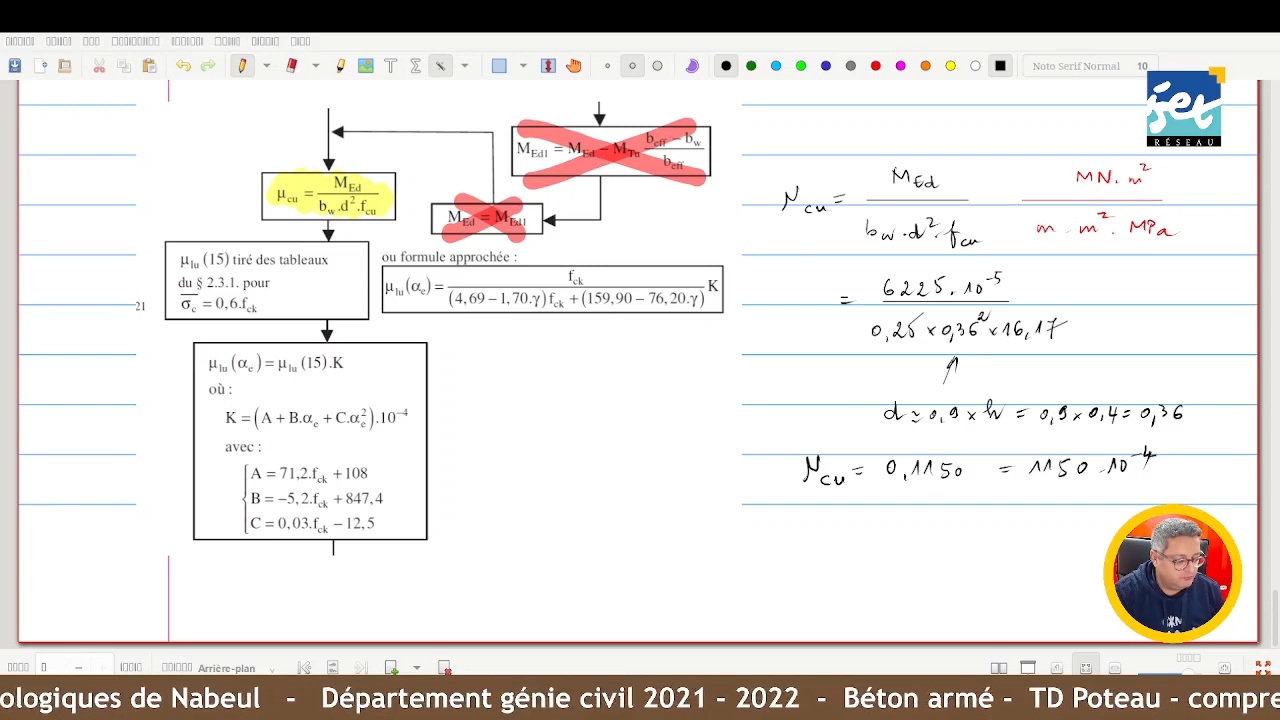 Noto Serif Normal 10
iset
RÉSEAU
M_Ed1 = M_Ed − M_Tu (b_eff − b_w) / b_eff
μ_cu = M_Ed / (b_w.d².f_cu)
M_Ed = M_Ed1
μ_lu (15) tiré des tableaux
du § 2.3.1. pour
σ_c = 0,6.f_ck
ou formule approchée :
μ_lu(α_e) = f_ck / ((4,69 − 1,70.γ) f_ck + (159,90 − 76,20.γ)) K
21
μ_lu (α_e) = μ_lu (15).K
où :
K = (A + B.α_e + C.α_e²).10⁻⁴
avec :
A = 71,2.f_ck + 108
B = −5,2.f_ck + 847,4
C = 0,03.f_ck − 12,5
μ_cu = M_Ed / (b_w . d² . f_cu)
MN. m² / m . m². MPa
= 6225. 10⁻⁵ / 0,25 × 0,36² × 16,17
d ≃ 0,9 × h = 0,9 × 0,4 = 0,36
μ_cu = 0,1150 = 1150 . 10⁻⁴
Arrière-plan
ologiques de Nabeul - Département génie civil 2021 - 2022 - Béton armé - TD Poteau - compre